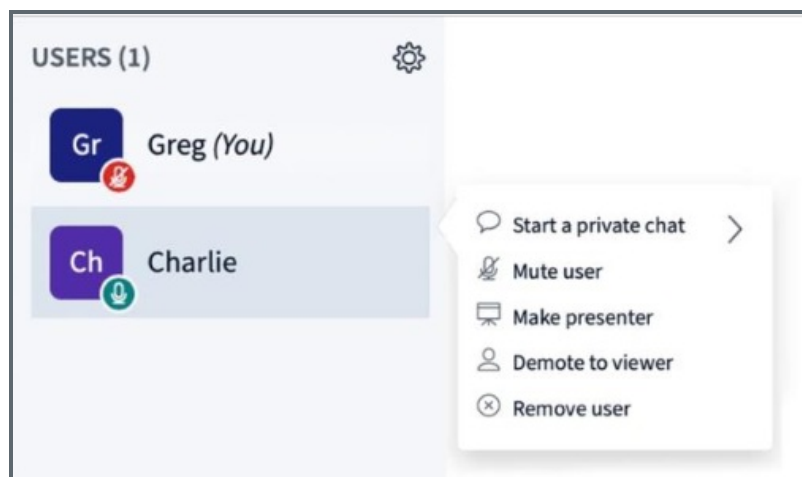 USERS (1)
Gr Greg (You)
Ch Charlie
Start a private chat
Mute user
Make presenter
Demote to viewer
Remove user